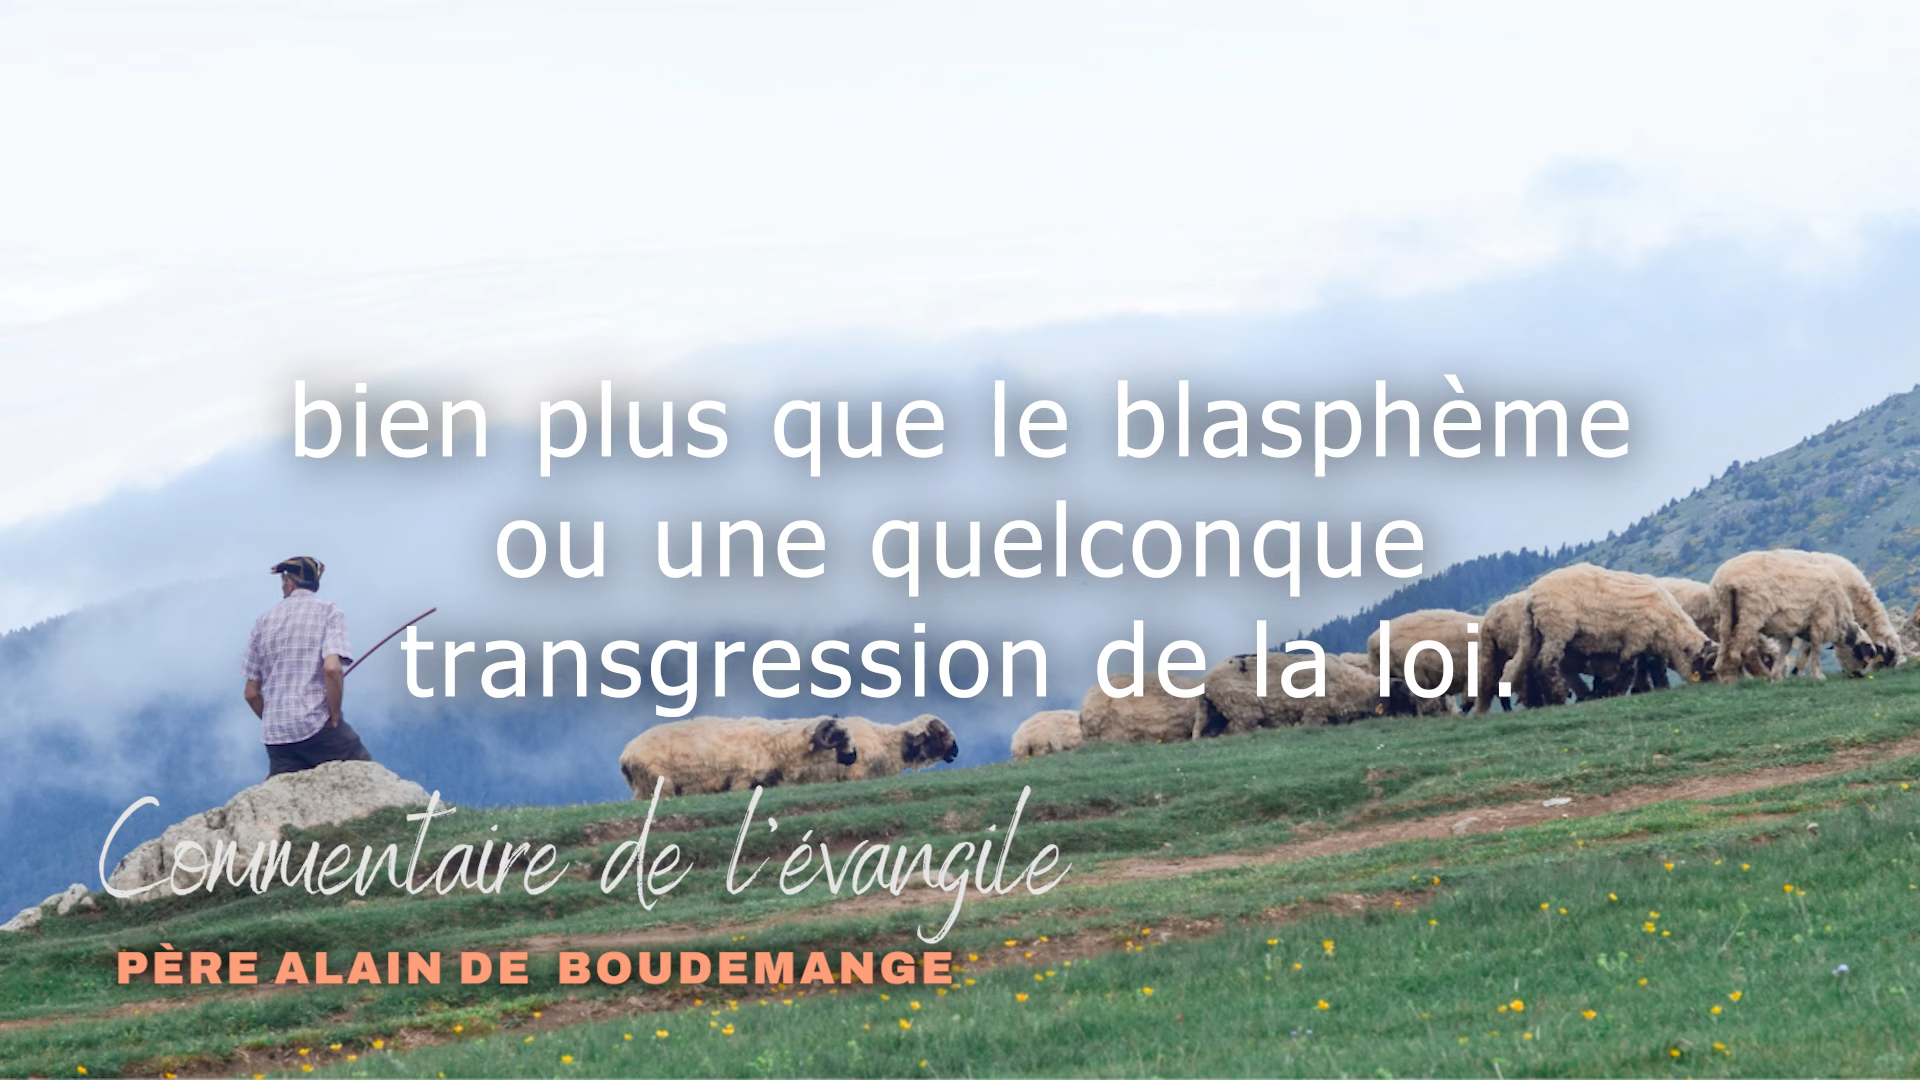 bien plus que le blasphème
ou une quelconque
transgression de la loi.
Commentaire de l'évangile
PÈRE ALAIN DE BOUDEMANGE